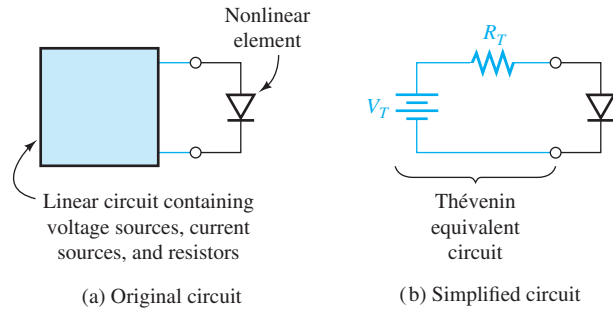 Nonlinear
element
R_T
V_T
Linear circuit containing
voltage sources, current
sources, and resistors
Thévenin
equivalent
circuit
(a) Original circuit
(b) Simplified circuit